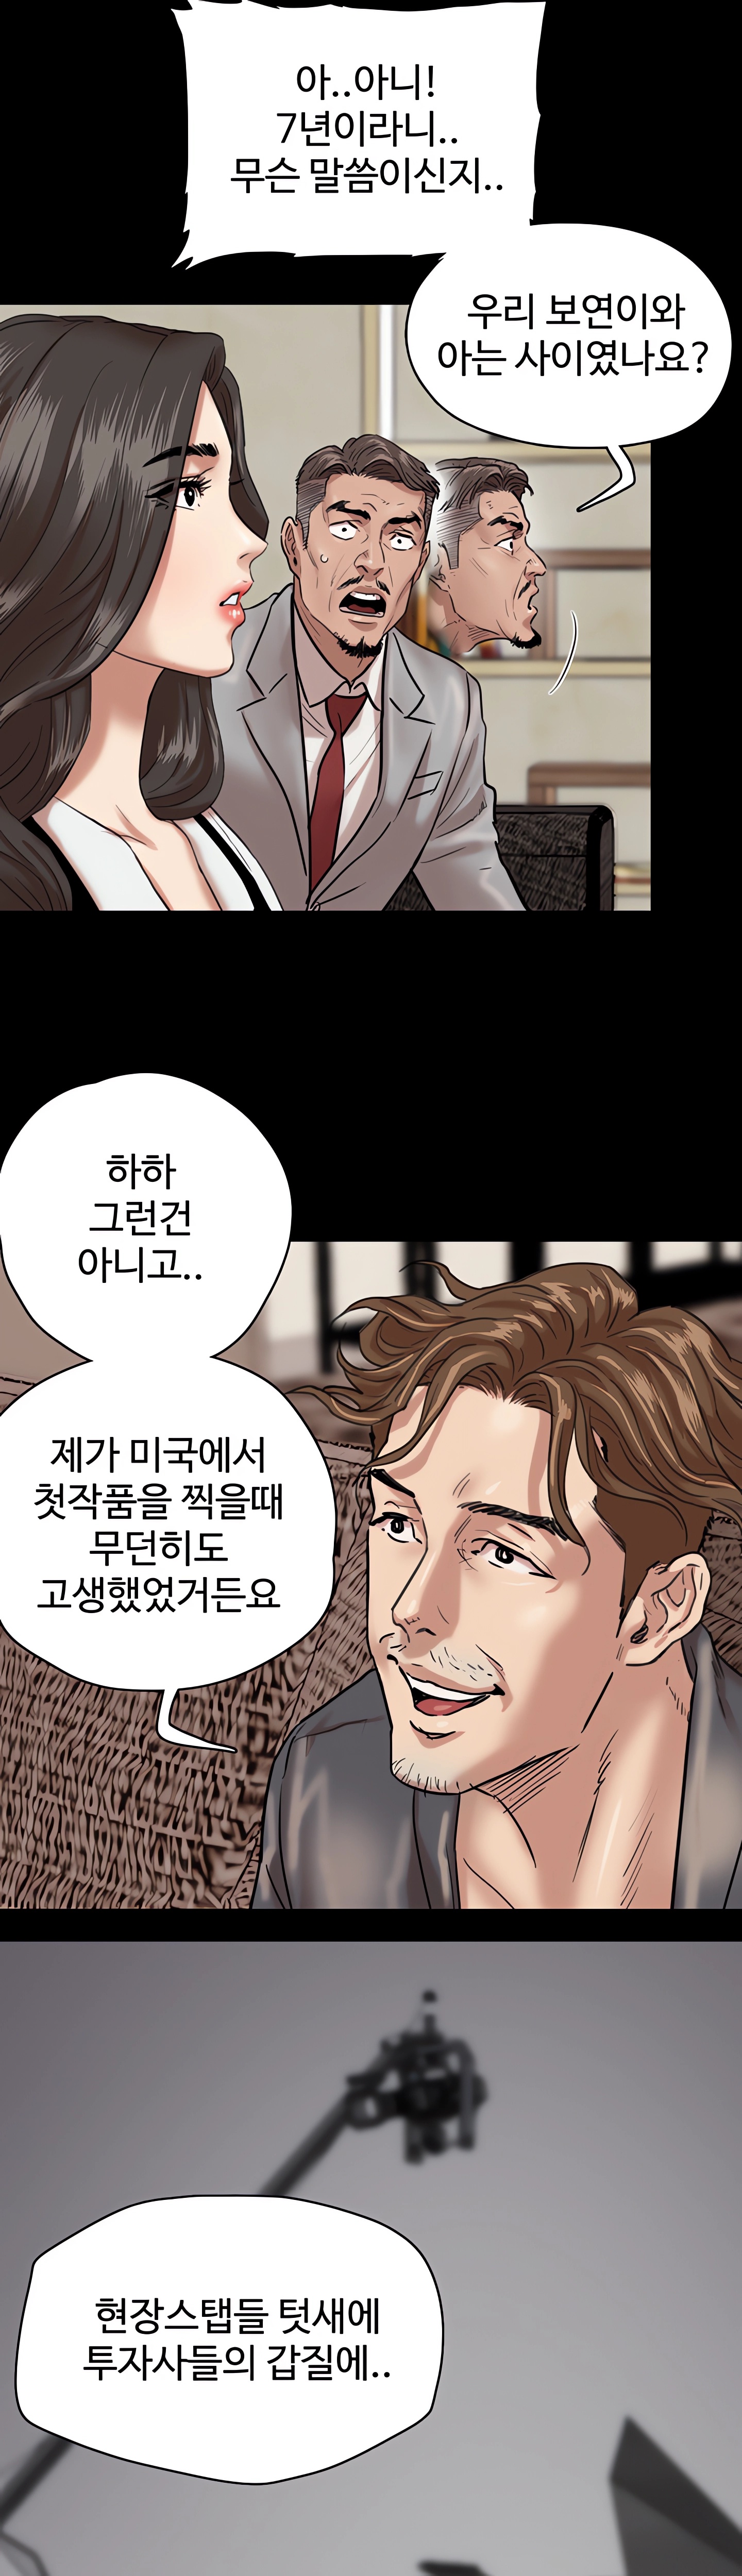 아..아니!
7년이라니..
무슨 말씀이신지..
우리 보연이와
아는 사이였나요?
하하
그런건
아니고..
제가 미국에서
첫작품을 찍을때
무던히도
고생했었거든요
현장스탭들 텃새에
투자사들의 갑질에..